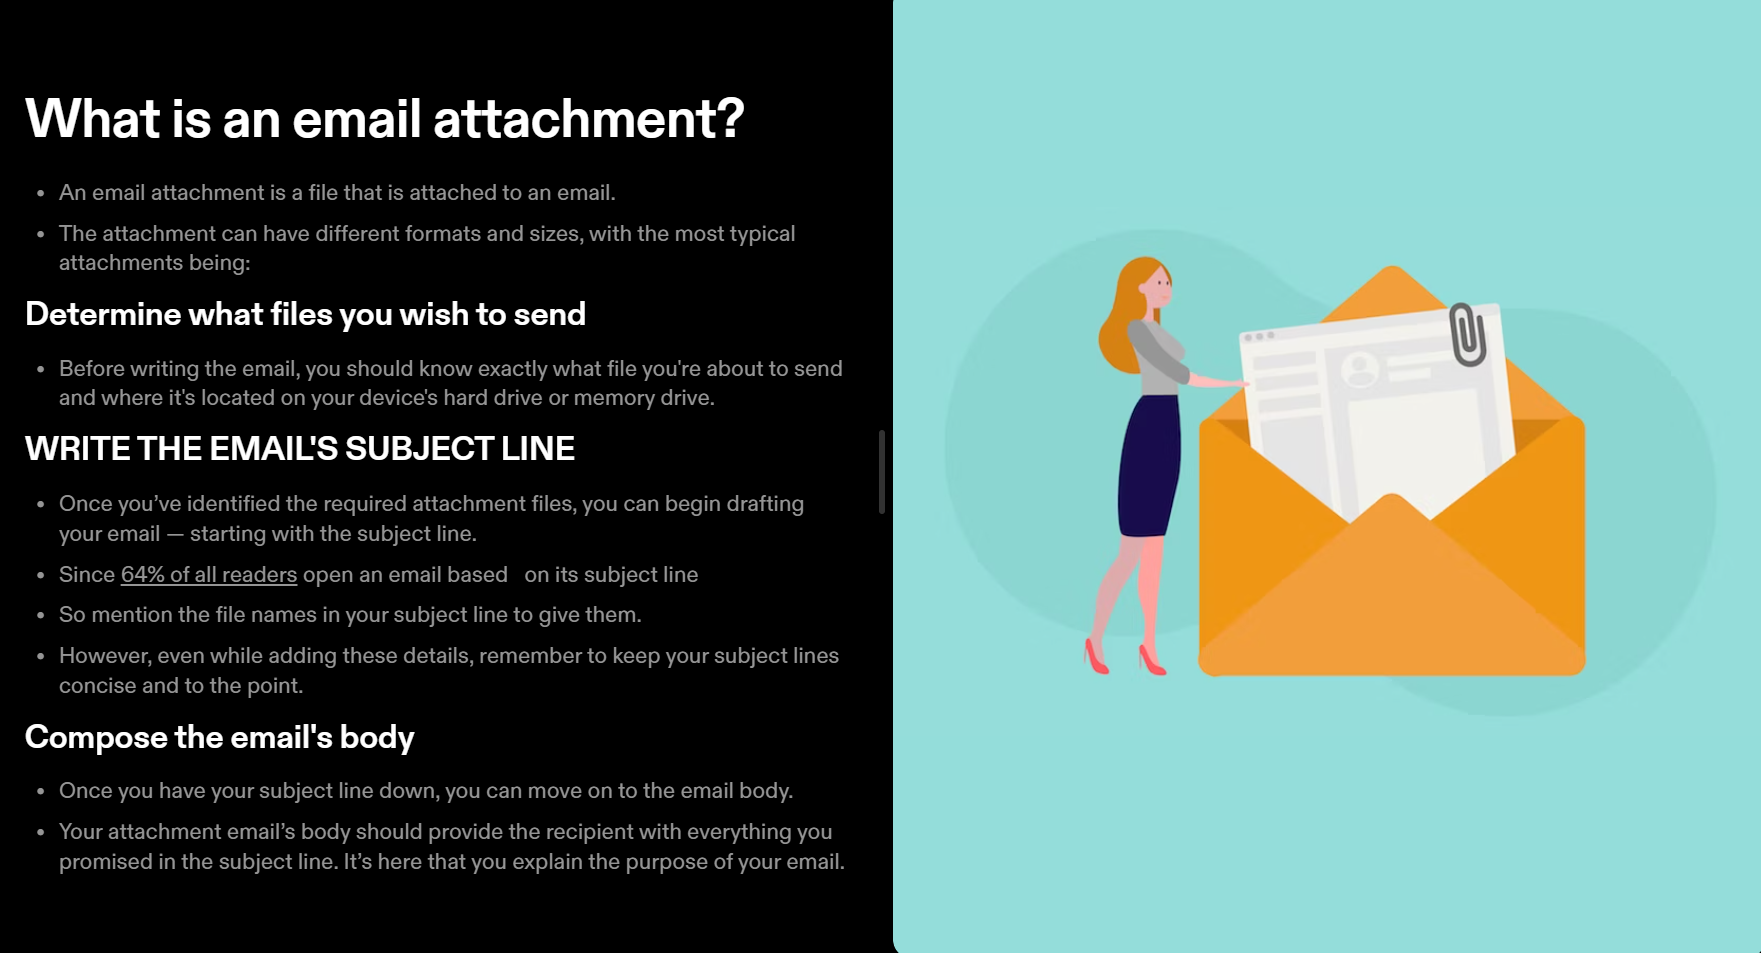 What is an email attachment?
• An email attachment is a file that is attached to an email.
• The attachment can have different formats and sizes, with the most typical
attachments being:
Determine what files you wish to send
• Before writing the email, you should know exactly what file you're about to send
and where it's located on your device's hard drive or memory drive.
WRITE THE EMAIL'S SUBJECT LINE
• Once you’ve identified the required attachment files, you can begin drafting
your email — starting with the subject line.
• Since 64% of all readers open an email based   on its subject line
• So mention the file names in your subject line to give them.
• However, even while adding these details, remember to keep your subject lines
concise and to the point.
Compose the email's body
• Once you have your subject line down, you can move on to the email body.
• Your attachment email’s body should provide the recipient with everything you
promised in the subject line. It’s here that you explain the purpose of your email.